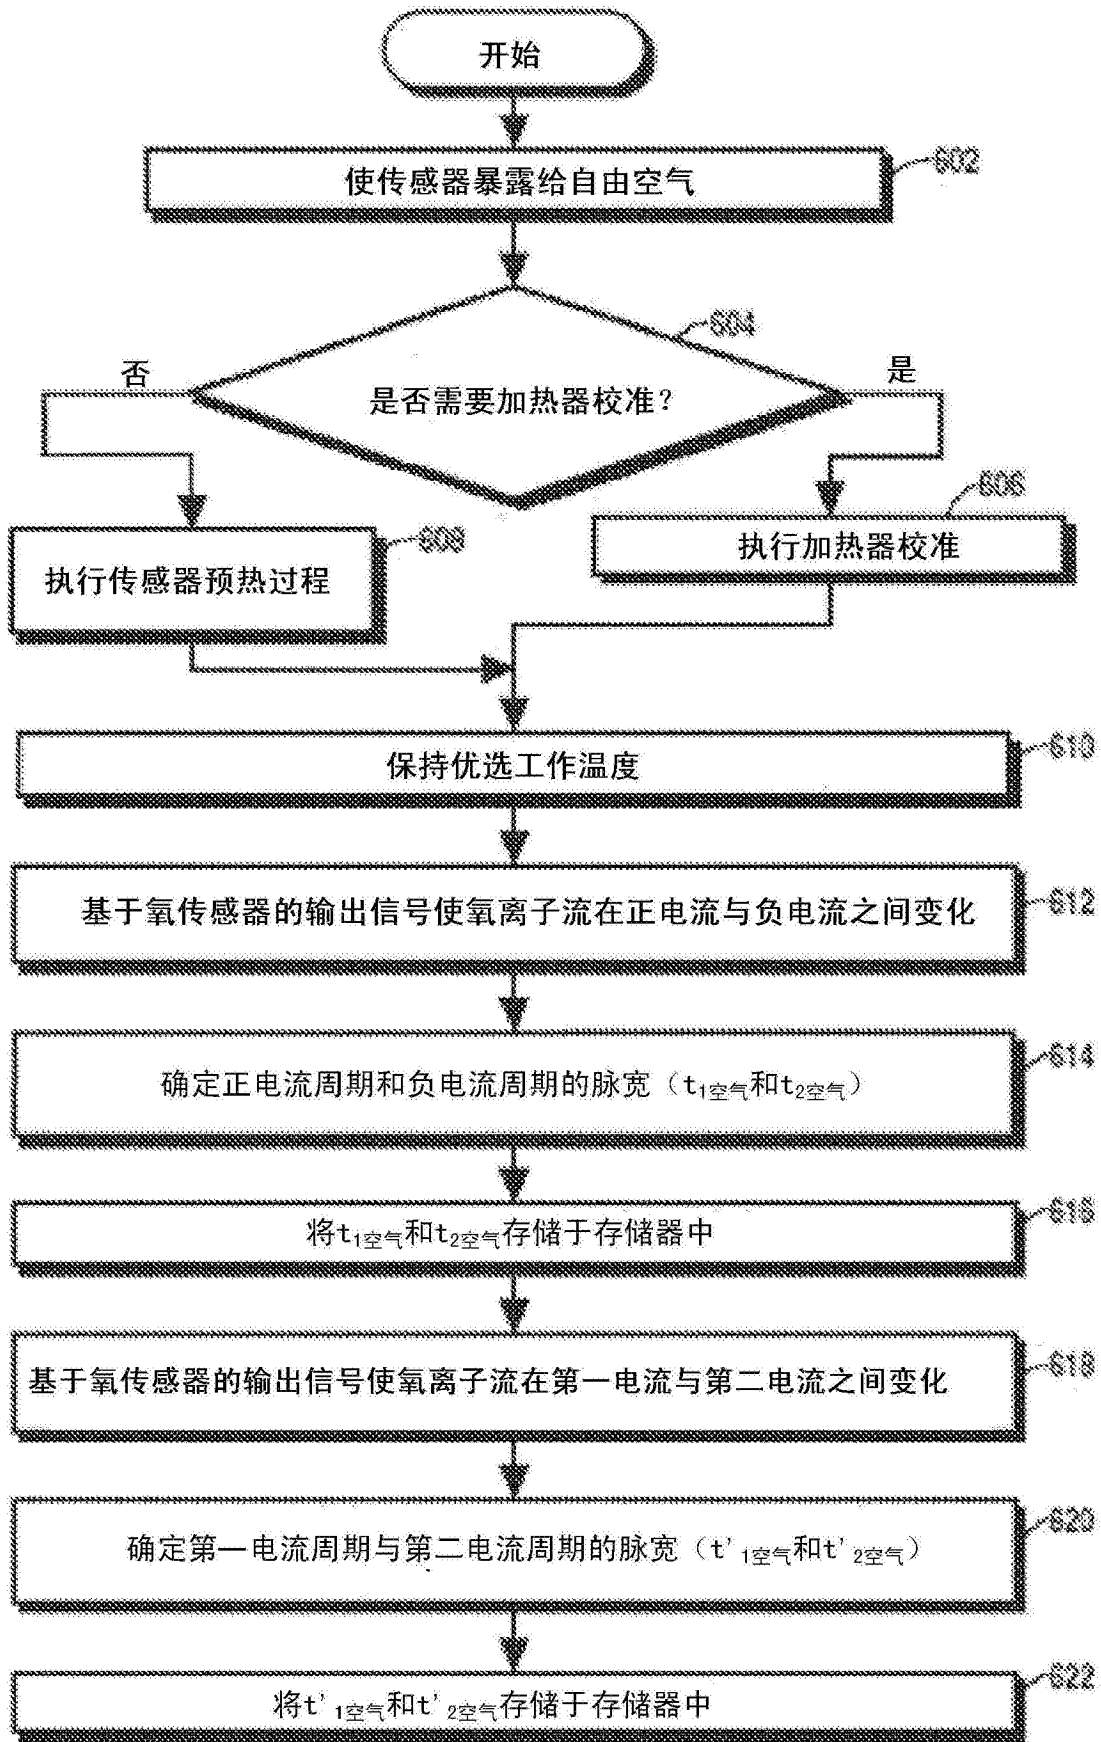 开始
使传感器暴露给自由空气
602
604
否
是
是否需要加热器校准？
606
608
执行加热器校准
执行传感器预热过程
610
保持优选工作温度
612
基于氧传感器的输出信号使氧离子流在正电流与负电流之间变化
614
确定正电流周期和负电流周期的脉宽（t1空气和t2空气）
616
将t1空气和t2空气存储于存储器中
618
基于氧传感器的输出信号使氧离子流在第一电流与第二电流之间变化
620
确定第一电流周期与第二电流周期的脉宽（t'1空气和t'2空气）
622
将t'1空气和t'2空气存储于存储器中